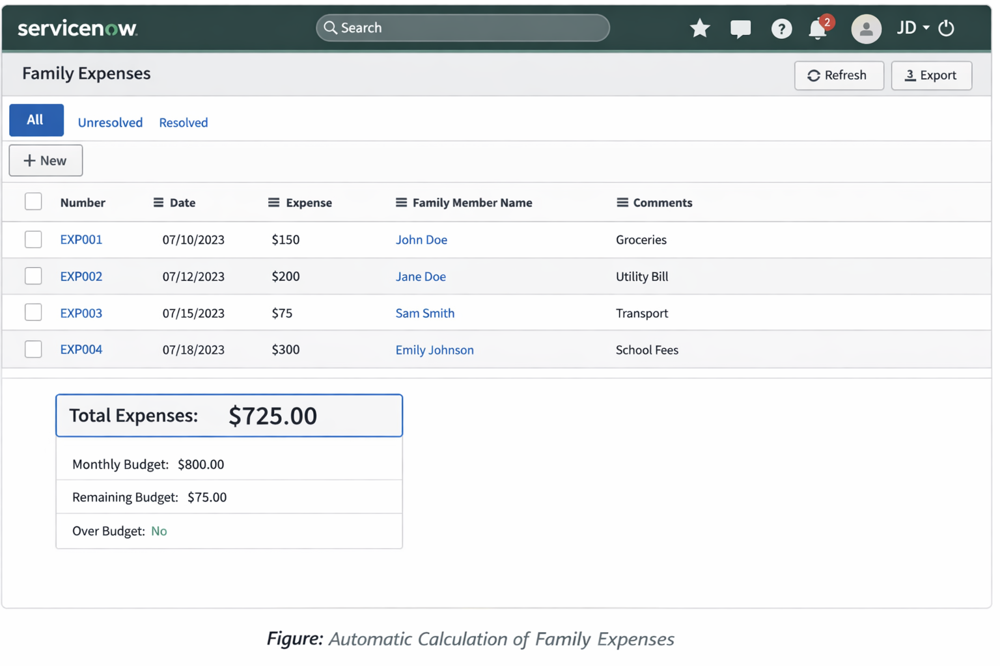 servicenow.
Search
?
2
JD
Family Expenses
Refresh
Export
All
Unresolved
Resolved
+ New
Number
Date
Expense
Family Member Name
Comments
EXP001 07/10/2023 $150 John Doe Groceries
EXP002 07/12/2023 $200 Jane Doe Utility Bill
EXP003 07/15/2023 $75 Sam Smith Transport
EXP004 07/18/2023 $300 Emily Johnson School Fees
Total Expenses: $725.00
Monthly Budget: $800.00
Remaining Budget: $75.00
Over Budget: No
Figure: Automatic Calculation of Family Expenses